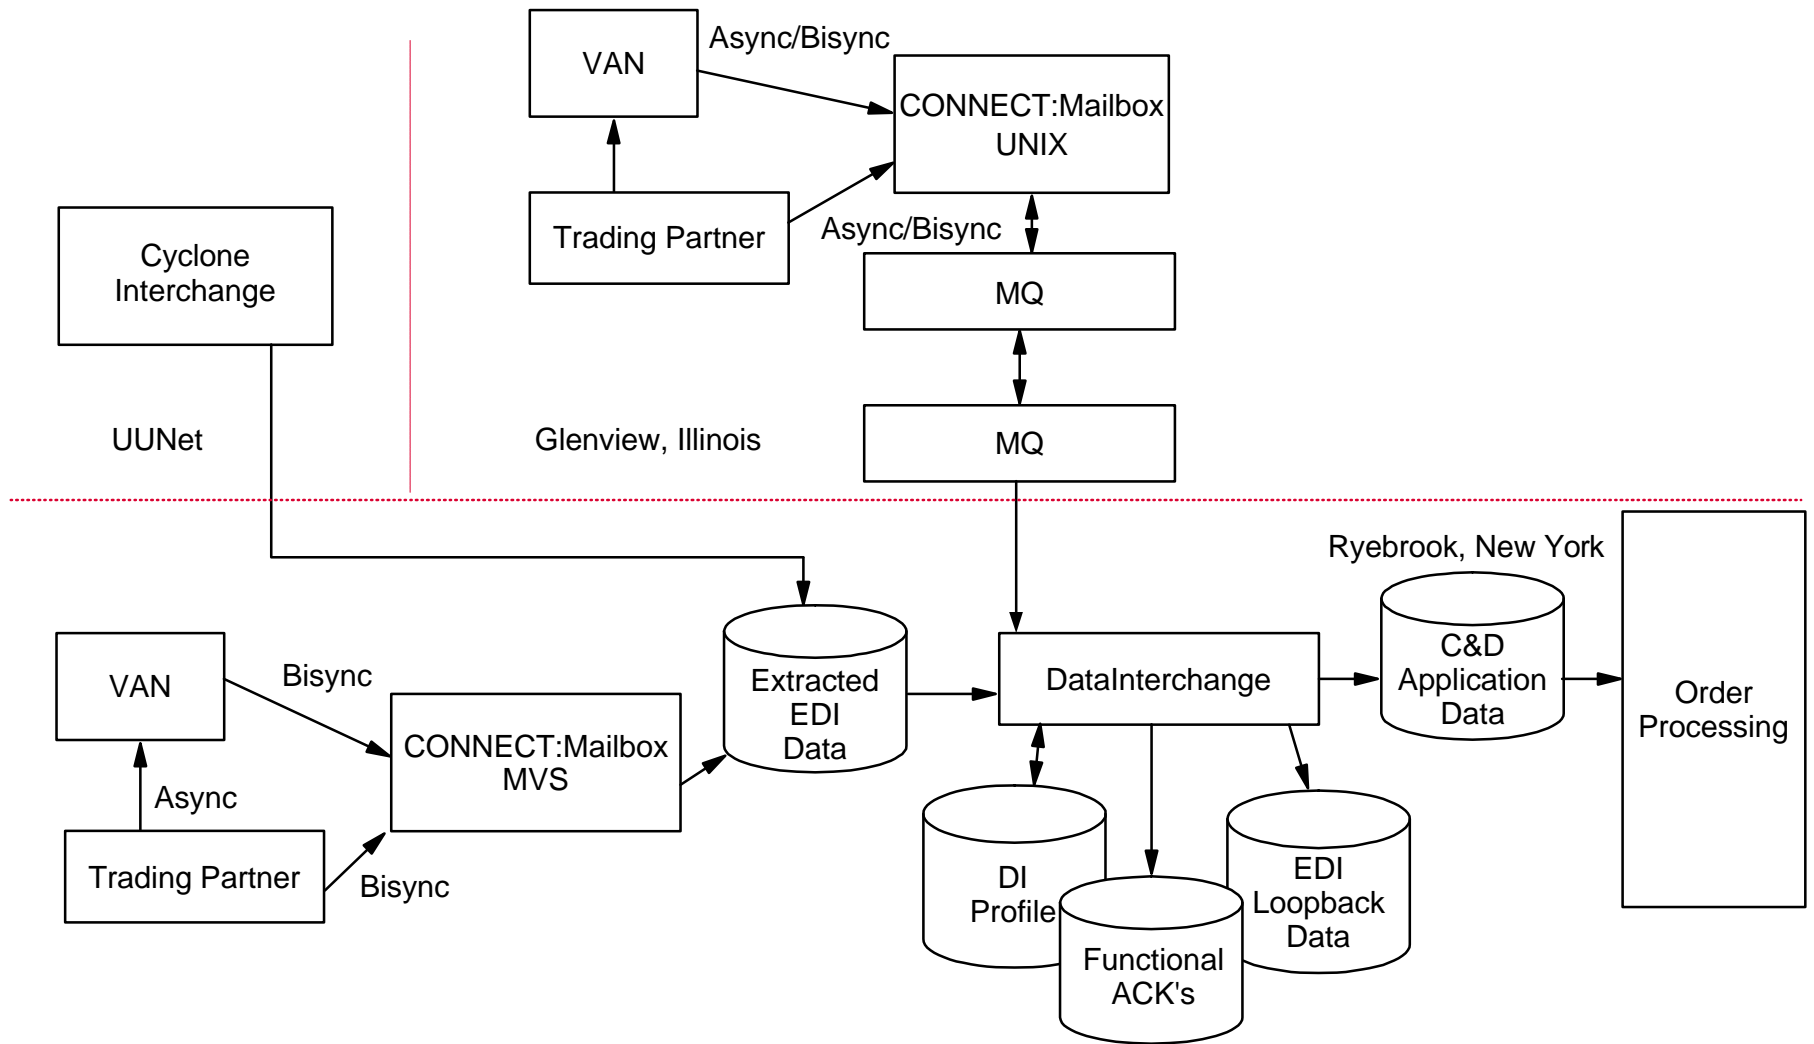 VAN
Async/Bisync
CONNECT:Mailbox
UNIX
Trading Partner
Async/Bisync
Cyclone
Interchange
MQ
UUNet
Glenview, Illinois
MQ
Ryebrook, New York
VAN
Bisync
CONNECT:Mailbox
MVS
Async
Trading Partner
Bisync
Extracted
EDI
Data
DataInterchange
C&D
Application
Data
Order
Processing
DI
Profile
Functional
ACK's
EDI
Loopback
Data